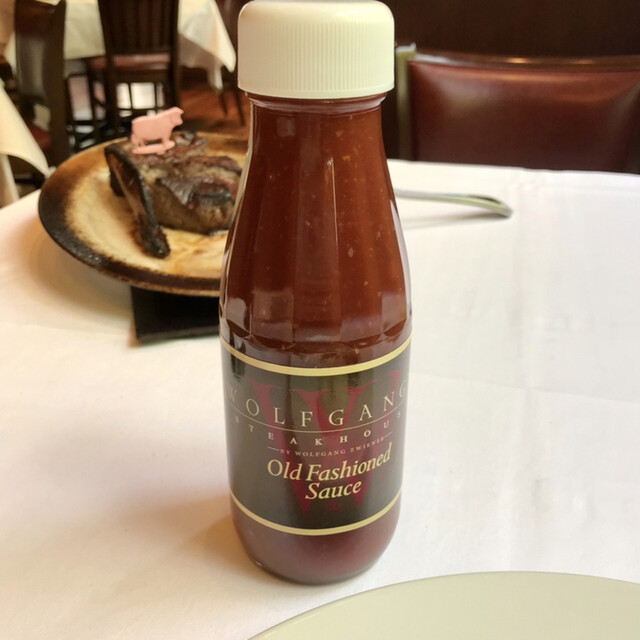 WOLFGANG
STEAKHOUSE
BY WOLFGANG ZWIENER
Old Fashioned
Sauce